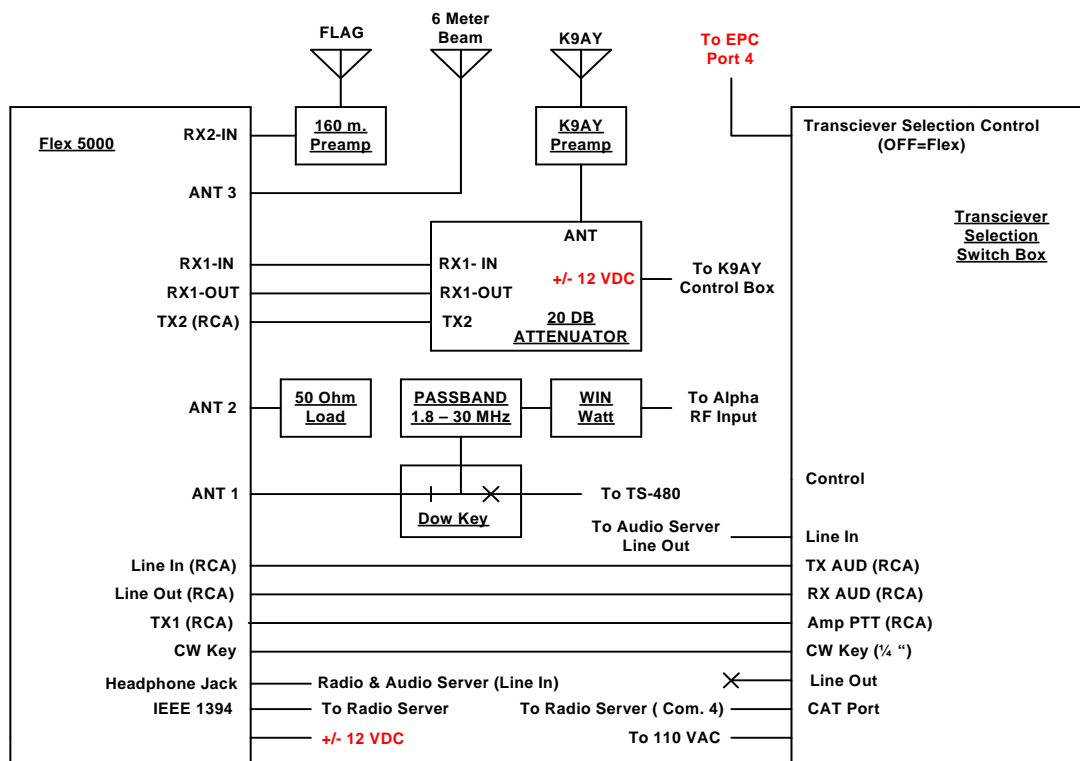 FLAG
6 Meter
Beam
K9AY
To EPC
Port 4
Flex 5000
RX2-IN
160 m.
Preamp
K9AY
Preamp
Transciever Selection Control
(OFF=Flex)
ANT 3
Transciever
Selection
Switch Box
ANT
RX1-IN
RX1- IN
+/- 12 VDC
To K9AY
Control Box
RX1-OUT
RX1-OUT
TX2 (RCA)
TX2
20 DB
ATTENUATOR
ANT 2
50 Ohm
Load
PASSBAND
1.8 – 30 MHz
WIN
Watt
To Alpha
RF Input
Control
ANT 1
To TS-480
Dow Key
To Audio Server
Line Out
Line In
Line In (RCA)
TX AUD (RCA)
Line Out (RCA)
RX AUD (RCA)
TX1 (RCA)
Amp PTT (RCA)
CW Key
CW Key (¼ “)
Headphone Jack
Radio & Audio Server (Line In)
Line Out
IEEE 1394
To Radio Server
To Radio Server ( Com. 4)
CAT Port
+/- 12 VDC
To 110 VAC